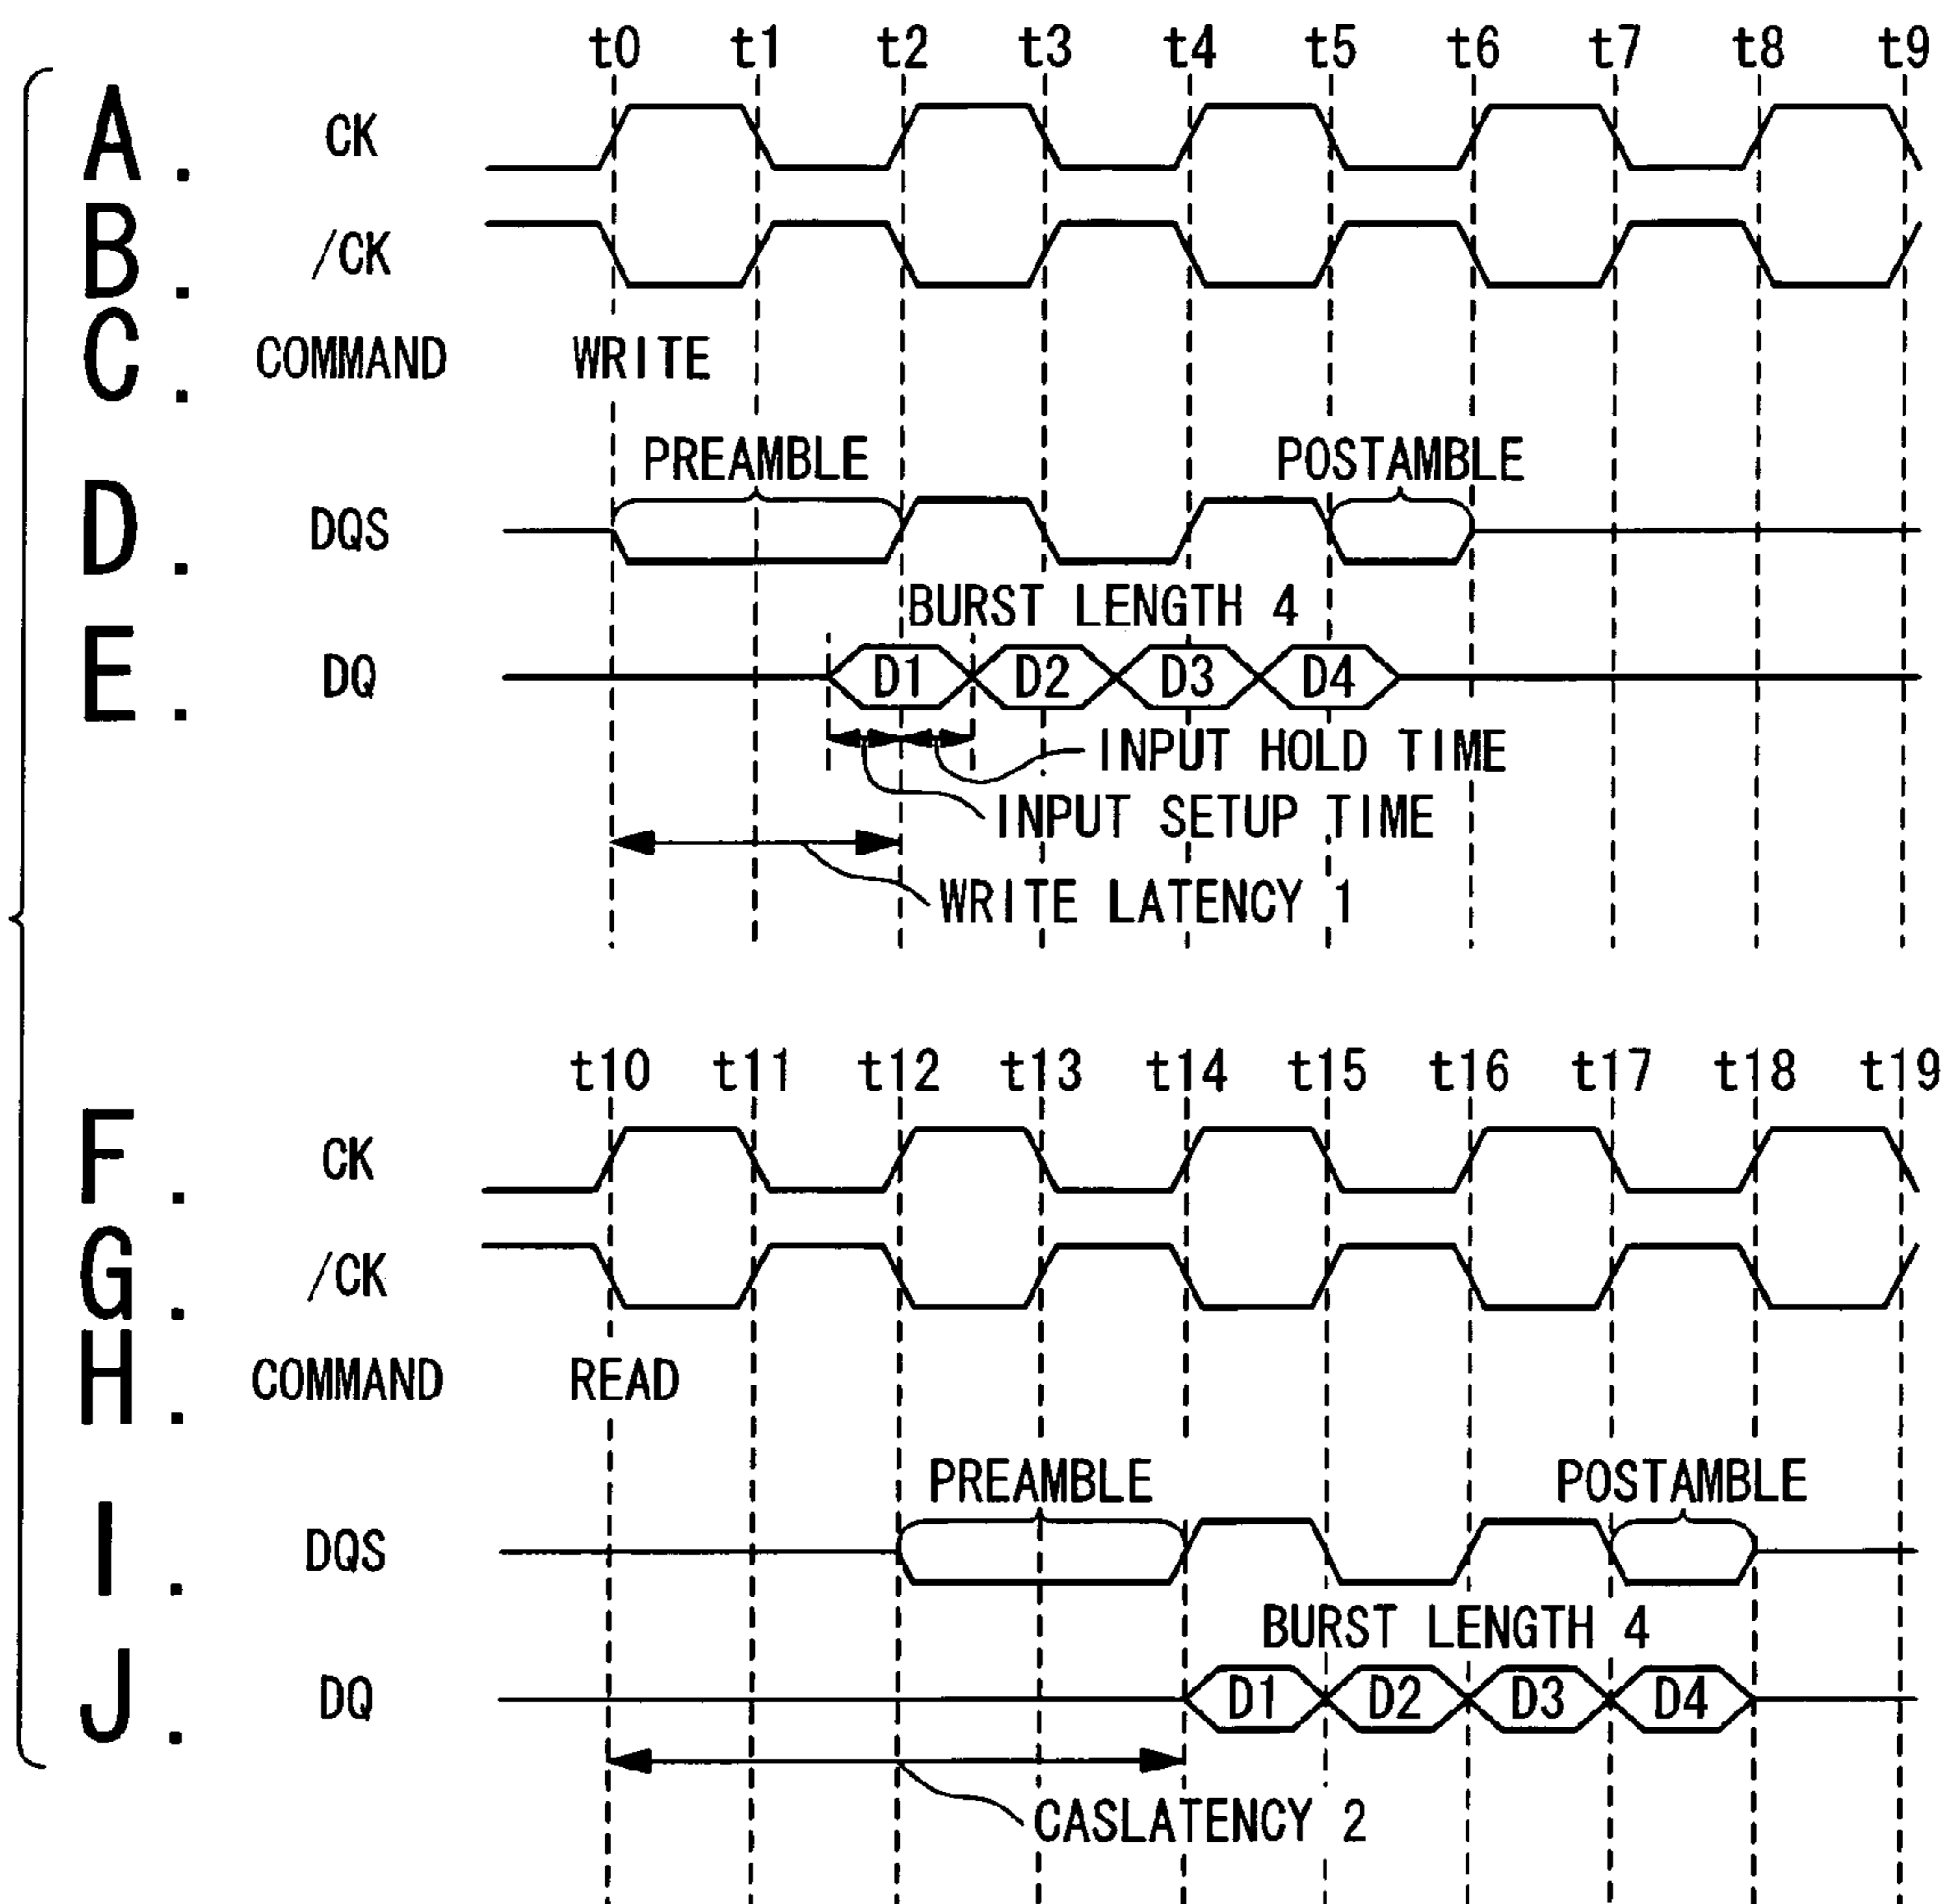 t0 t1 t2 t3 t4 t5 t6 t7 t8 t9
A. CK
B. /CK
C. COMMAND WRITE
PREAMBLE POSTAMBLE
D. DQS
BURST LENGTH 4
E. DQ D1 D2 D3 D4
INPUT HOLD TIME
INPUT SETUP TIME
WRITE LATENCY 1
t10 t11 t12 t13 t14 t15 t16 t17 t18 t19
F. CK
G. /CK
H. COMMAND READ
PREAMBLE POSTAMBLE
I. DQS
BURST LENGTH 4
J. DQ D1 D2 D3 D4
CASLATENCY 2